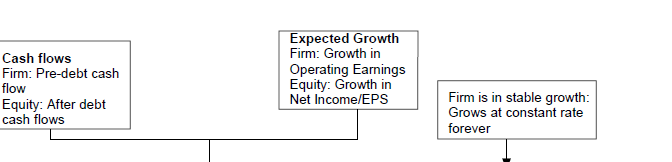 Cash flows
Firm: Pre-debt cash
flow
Equity: After debt
cash flows
Expected Growth
Firm: Growth in
Operating Earnings
Equity: Growth in
Net Income/EPS
Firm is in stable growth:
Grows at constant rate
forever